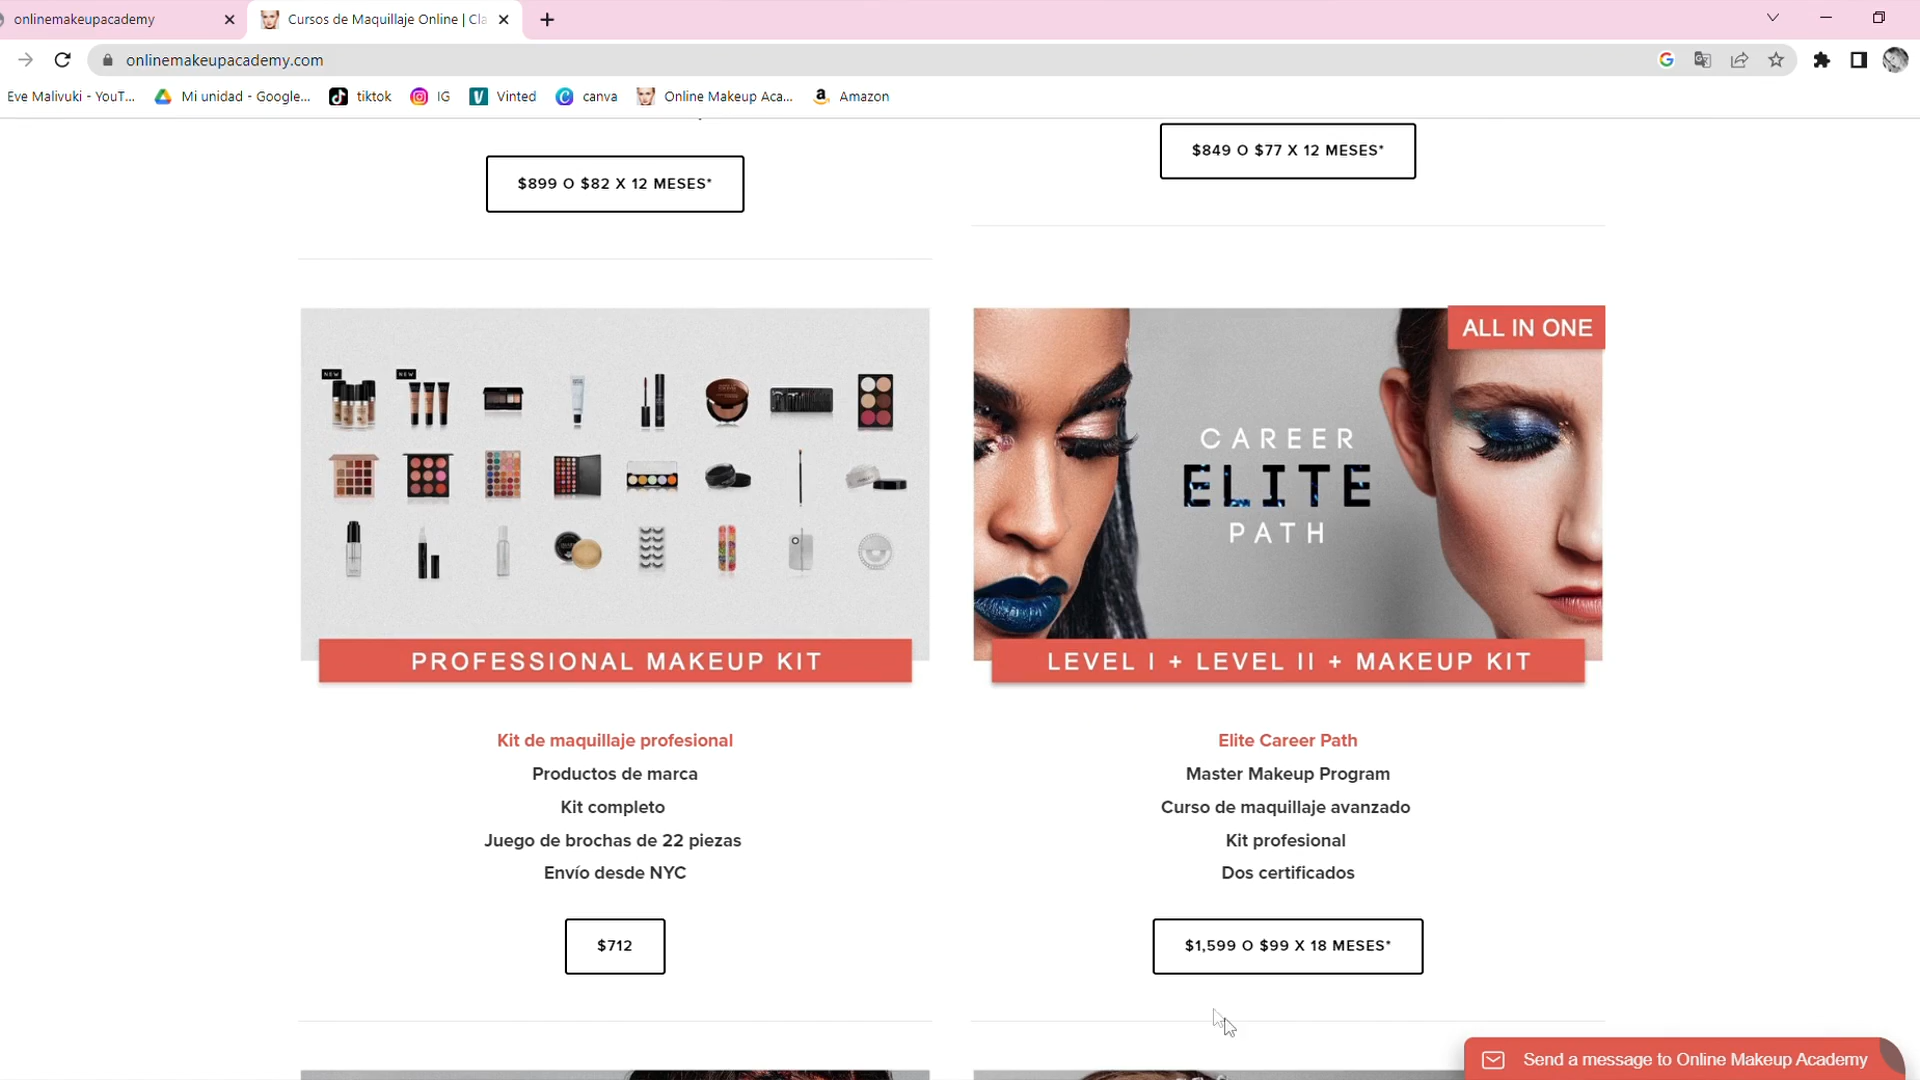 onlinemakeupacademy
Cursos de Maquillaje Online | Cla
onlinemakeupacademy.com
Eve Malivuki - YouT...
Mi unidad - Google...
tiktok
IG
Vinted
canva
Online Makeup Aca...
Amazon
$899 O $82 X 12 MESES*
$849 O $77 X 12 MESES*
NEW
NEW
PROFESSIONAL MAKEUP KIT
Kit de maquillaje profesional
Productos de marca
Kit completo
Juego de brochas de 22 piezas
Envío desde NYC
$712
ALL IN ONE
CAREER
ELITE
PATH
LEVEL I + LEVEL II + MAKEUP KIT
Elite Career Path
Master Makeup Program
Curso de maquillaje avanzado
Kit profesional
Dos certificados
$1,599 O $99 X 18 MESES*
Send a message to Online Makeup Academy